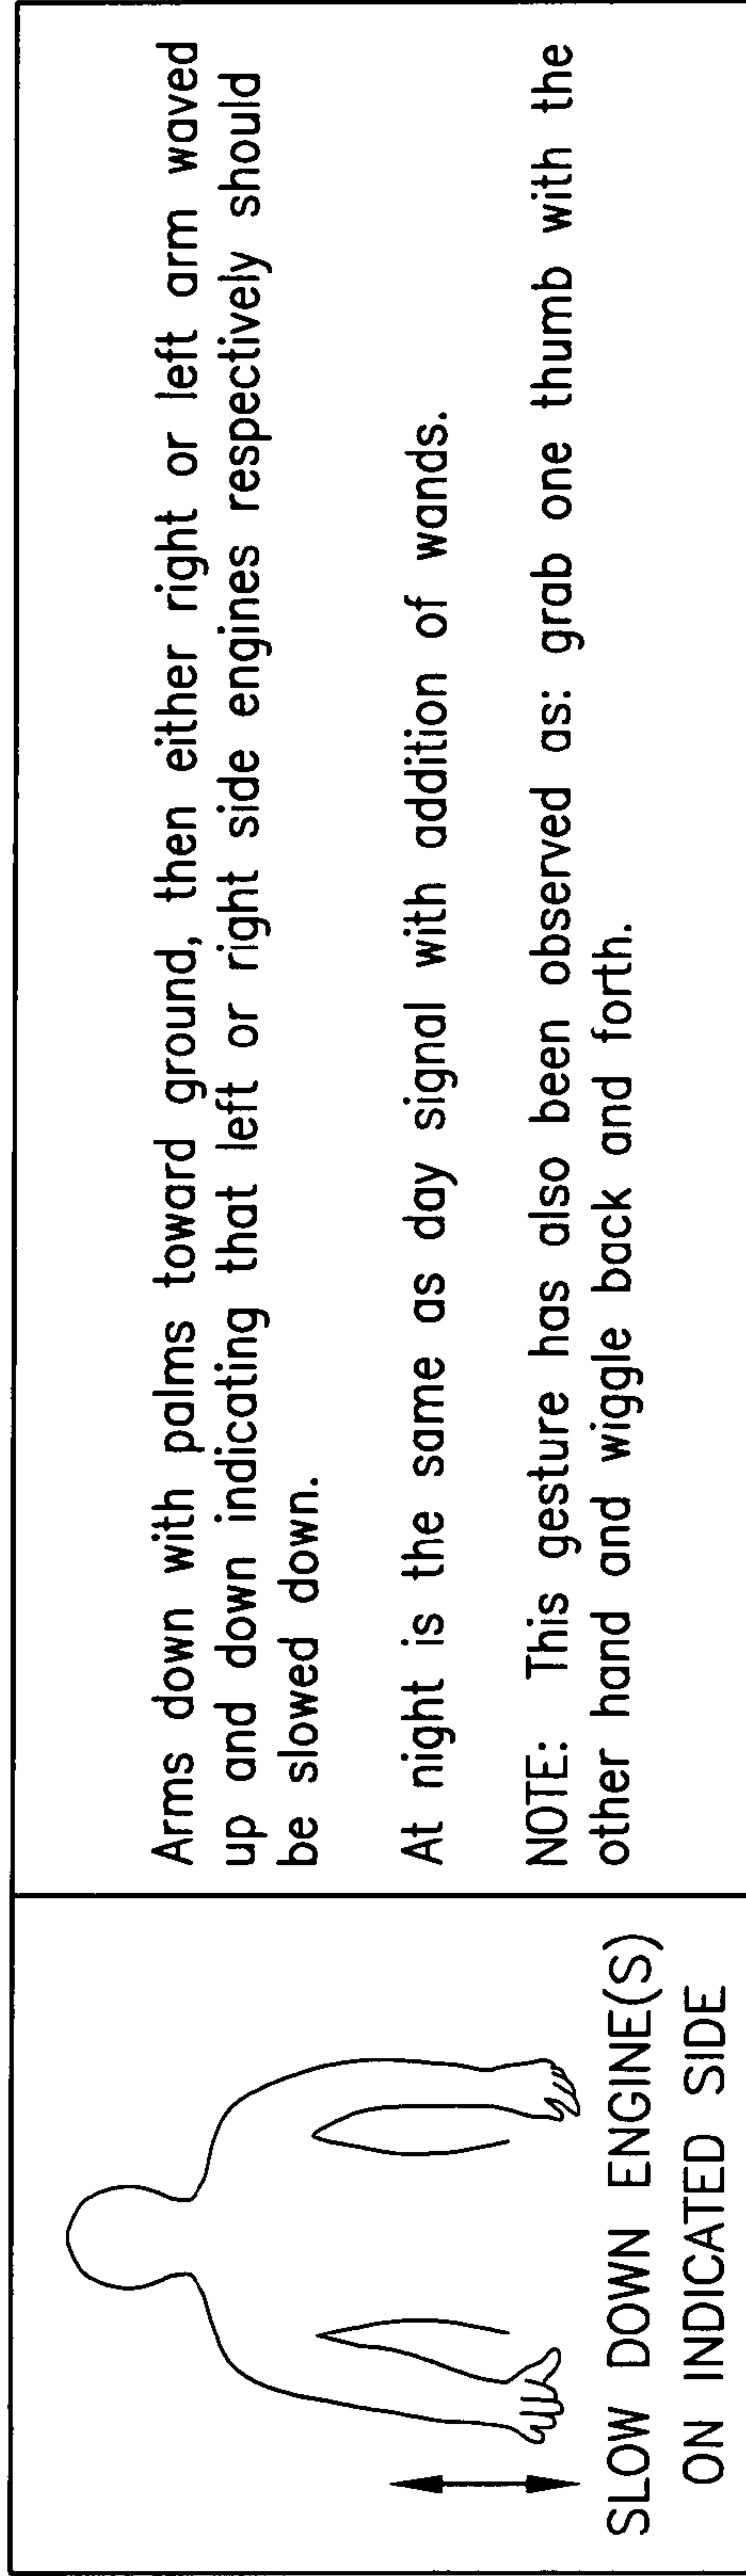 SLOW DOWN ENGINE(S)
ON INDICATED SIDE
Arms down with palms toward ground, then either right or left arm waved
up and down indicating that left or right side engines respectively should
be slowed down.
At night is the same as day signal with addition of wands.
NOTE: This gesture has also been observed as: grab one thumb with the
other hand and wiggle back and forth.